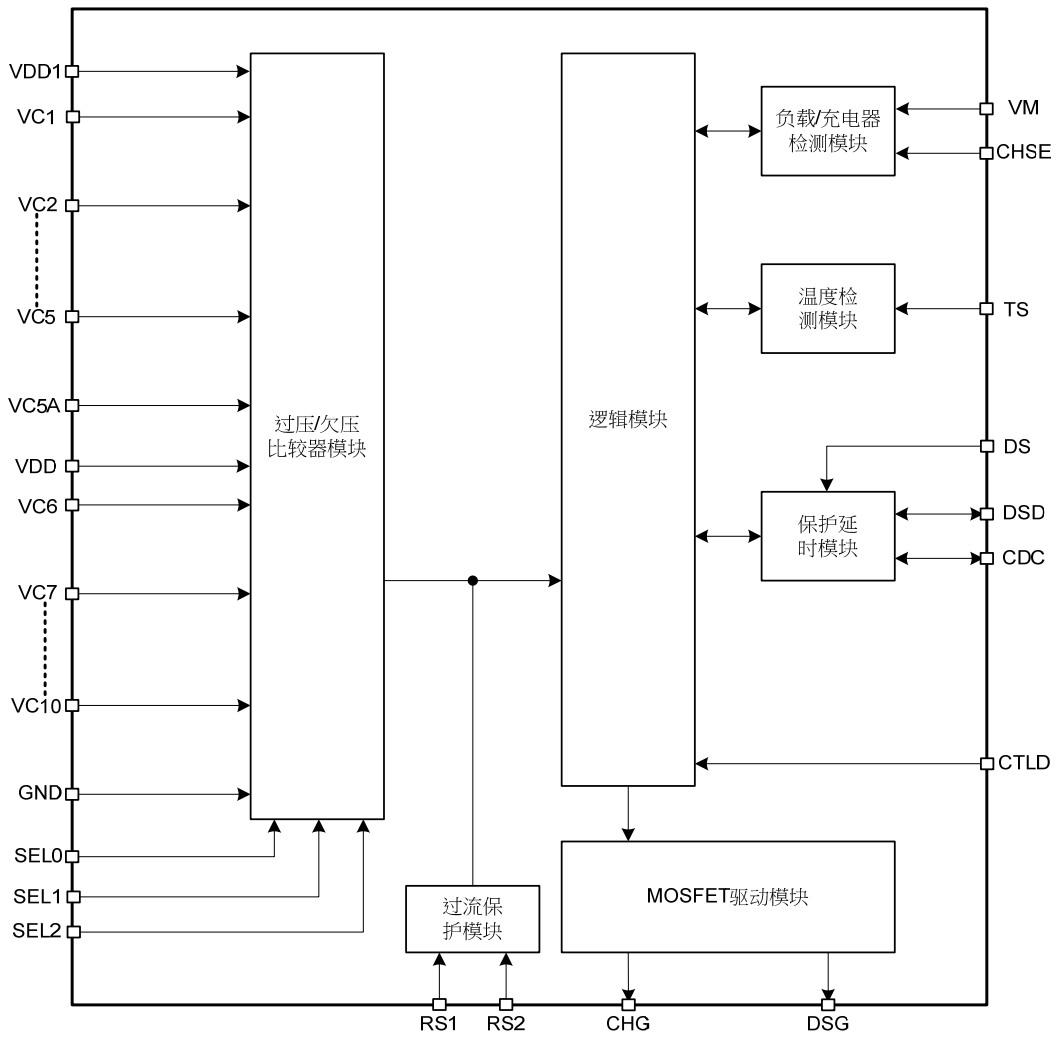 VDD1
VC1
VC2
VC5
VC5A
VDD
VC6
VC7
VC10
GND
SEL0
SEL1
SEL2
过压/欠压
比较器模块
过流保
护模块
RS1
RS2
逻辑模块
MOSFET驱动模块
CHG
DSG
负载/充电器
检测模块
温度检
测模块
保护延
时模块
VM
CHSE
TS
DS
DSD
CDC
CTLD